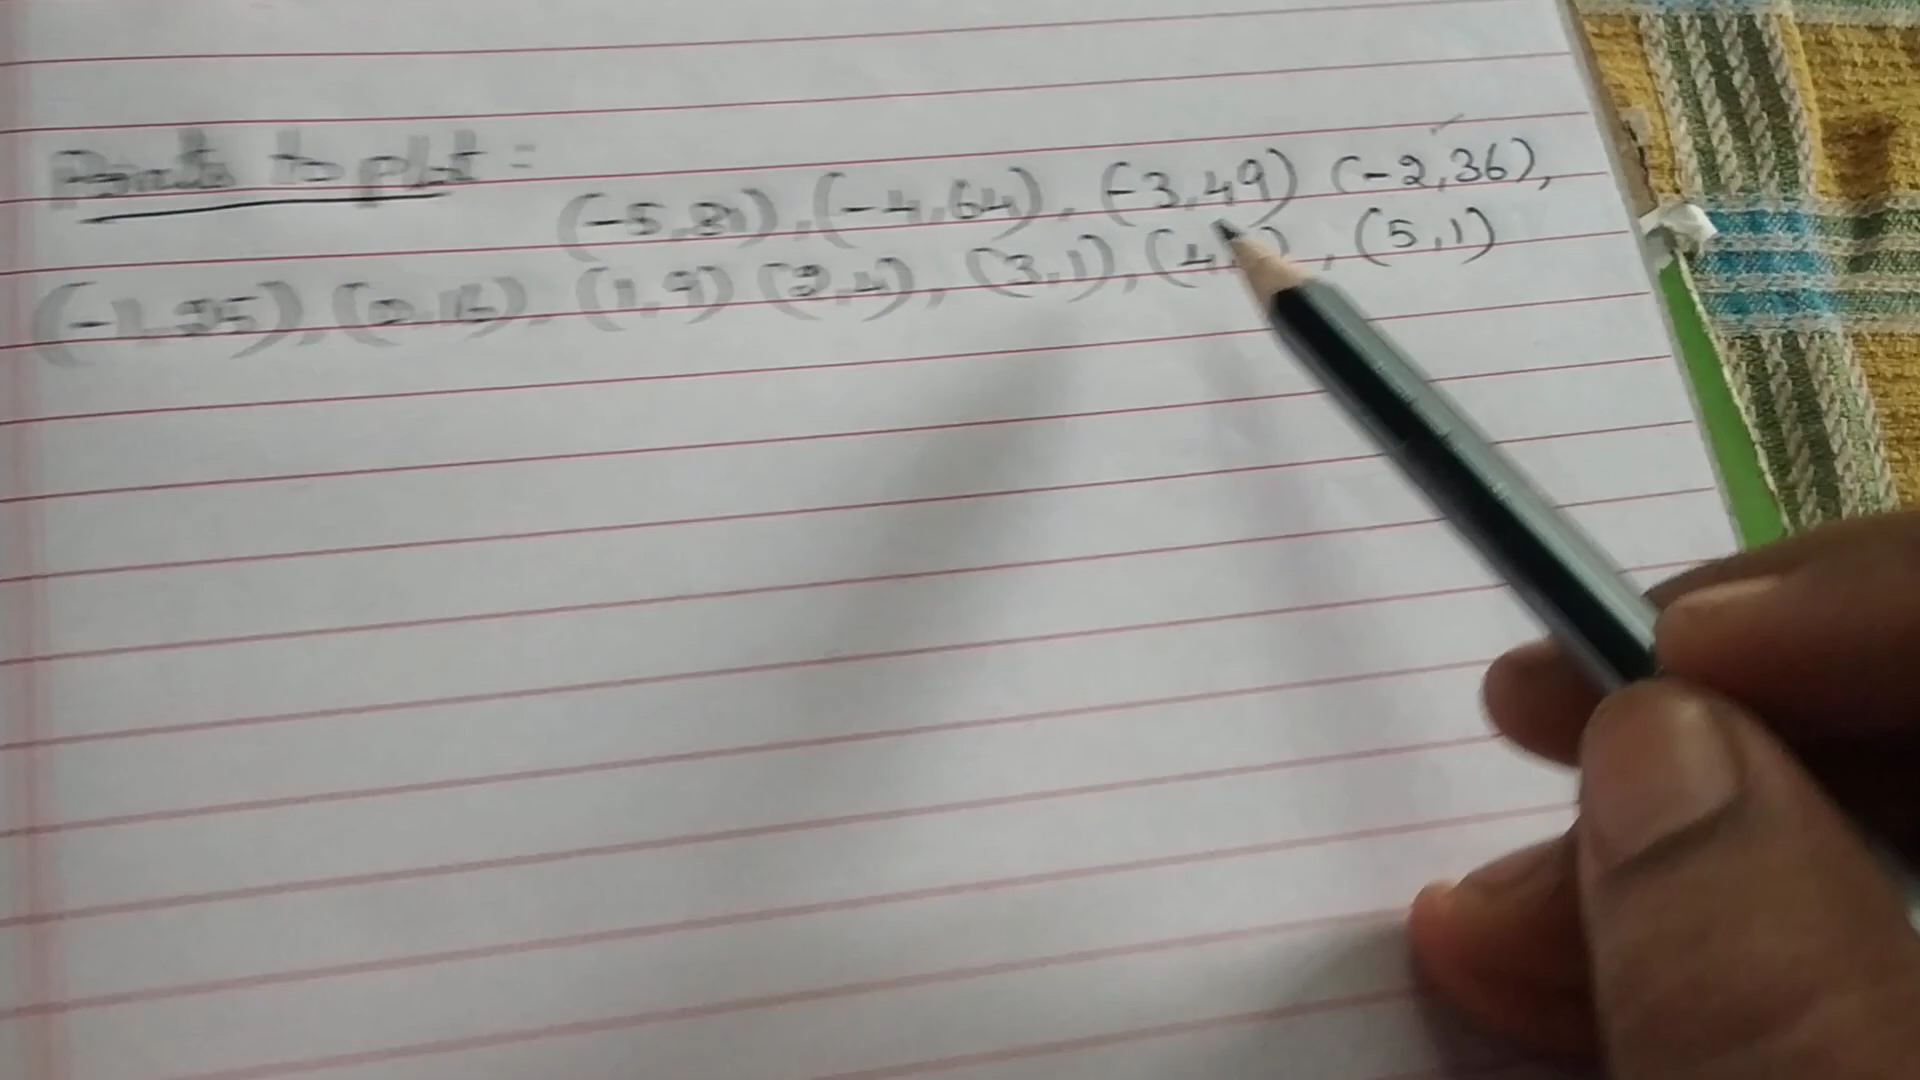 Points to plot :
(-5,81), (-4,64), (-3,49) (-2,36),
(-1,25), (0,16), (1,9) (2,4), (3,1), (4, , (5,1)